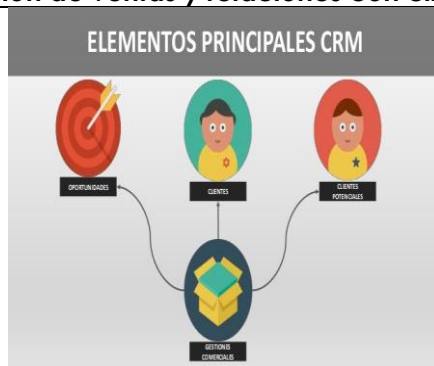 ELEMENTOS PRINCIPALES CRM
OPORTUNIDADES
CLIENTES
CLIENTES
POTENCIALES
GESTIONES
COMERCIALES